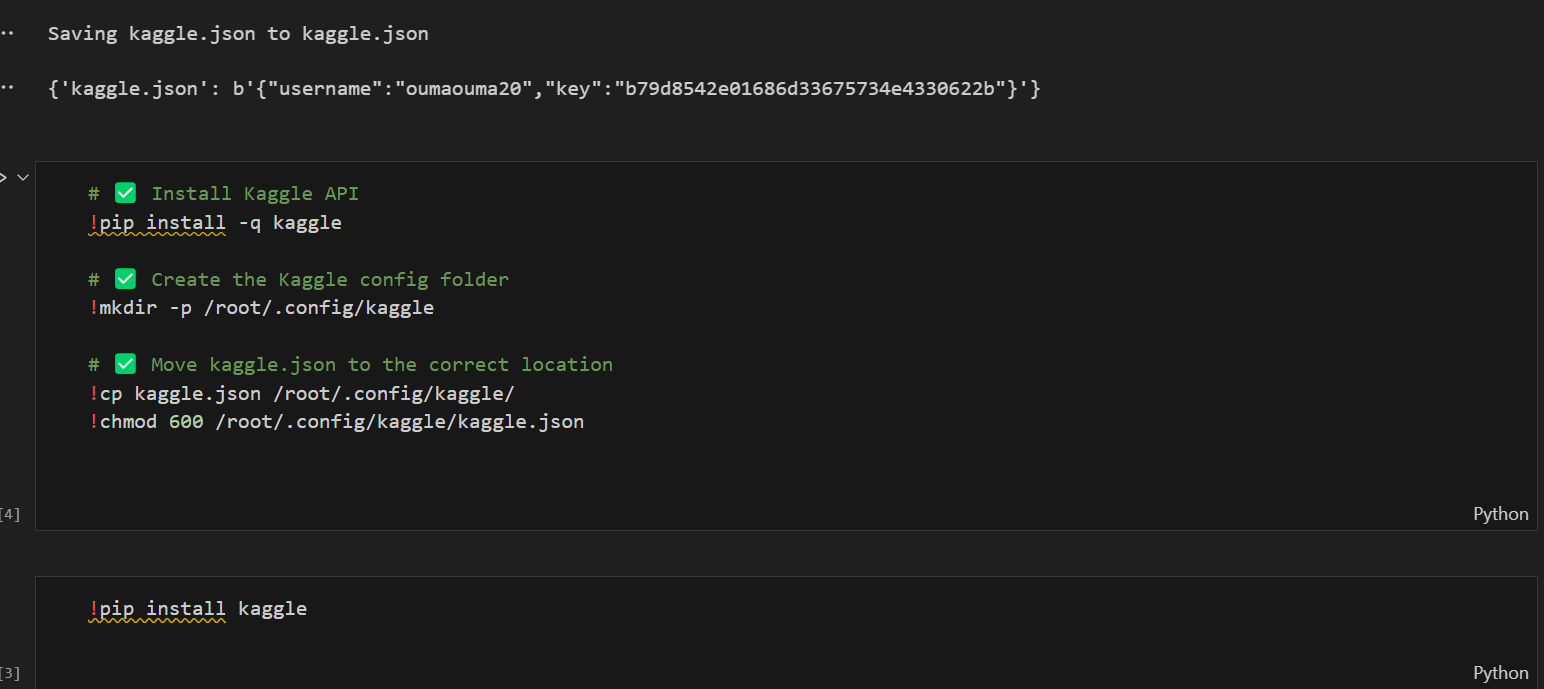 Saving kaggle.json to kaggle.json
{'kaggle.json': b'{"username":"oumaouma20","key":"b79d8542e01686d33675734e4330622b"}'}
# ✅ Install Kaggle API
!pip install -q kaggle
# ✅ Create the Kaggle config folder
!mkdir -p /root/.config/kaggle
# ✅ Move kaggle.json to the correct location
!cp kaggle.json /root/.config/kaggle/
!chmod 600 /root/.config/kaggle/kaggle.json
[4]
Python
!pip install kaggle
[3]
Python